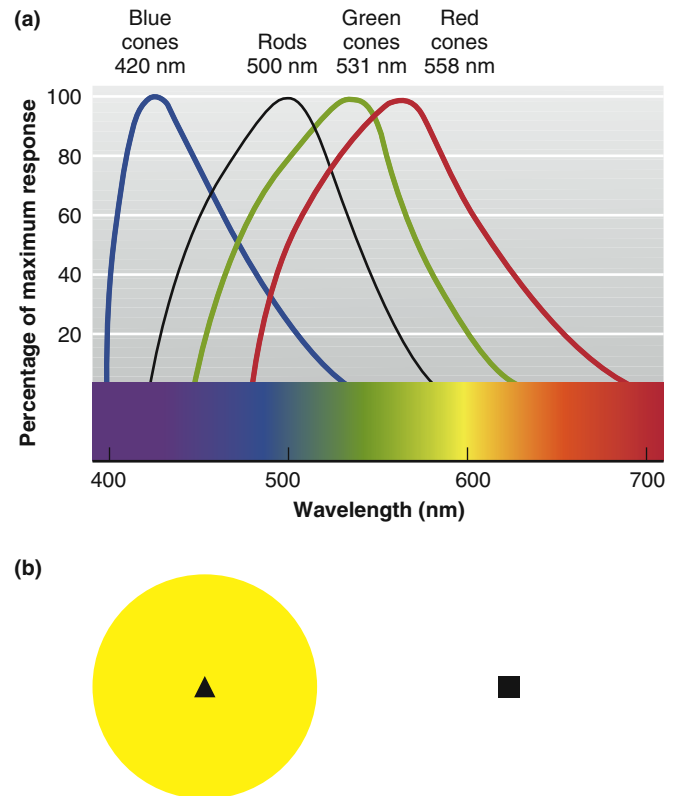 (a)
Blue
cones
420 nm
Rods
500 nm
Green
cones
531 nm
Red
cones
558 nm
Percentage of maximum response
100
80
60
40
20
400
500
600
700
Wavelength (nm)
(b)